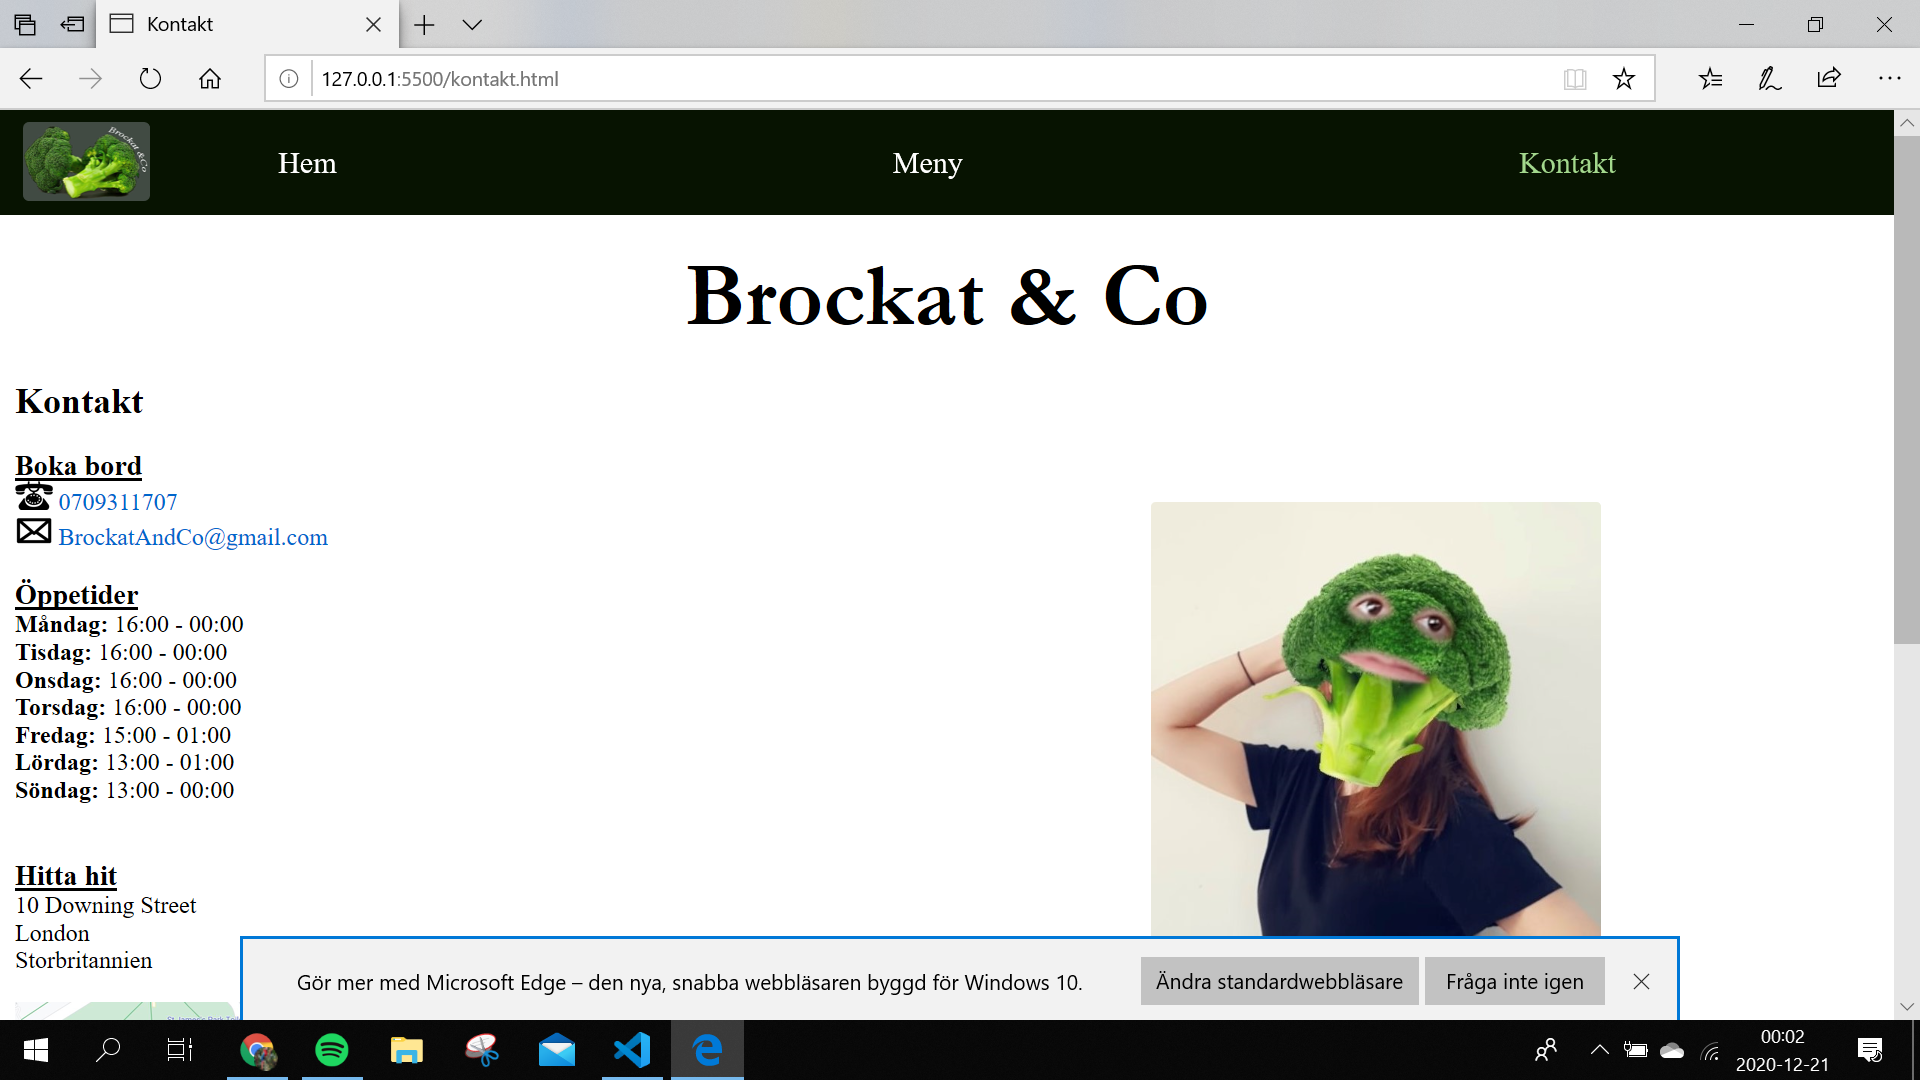 Kontakt
127.0.0.1:5500/kontakt.html
Brockat & Co
Hem
Meny
Kontakt
Brockat & Co
Kontakt
Boka bord
0709311707
BrockatAndCo@gmail.com
Öppetider
Måndag: 16:00 - 00:00
Tisdag: 16:00 - 00:00
Onsdag: 16:00 - 00:00
Torsdag: 16:00 - 00:00
Fredag: 15:00 - 01:00
Lördag: 13:00 - 01:00
Söndag: 13:00 - 00:00
Hitta hit
10 Downing Street
London
Storbritannien
Gör mer med Microsoft Edge – den nya, snabba webbläsaren byggd för Windows 10.
Ändra standardwebbläsare
Fråga inte igen
00:02
2020-12-21